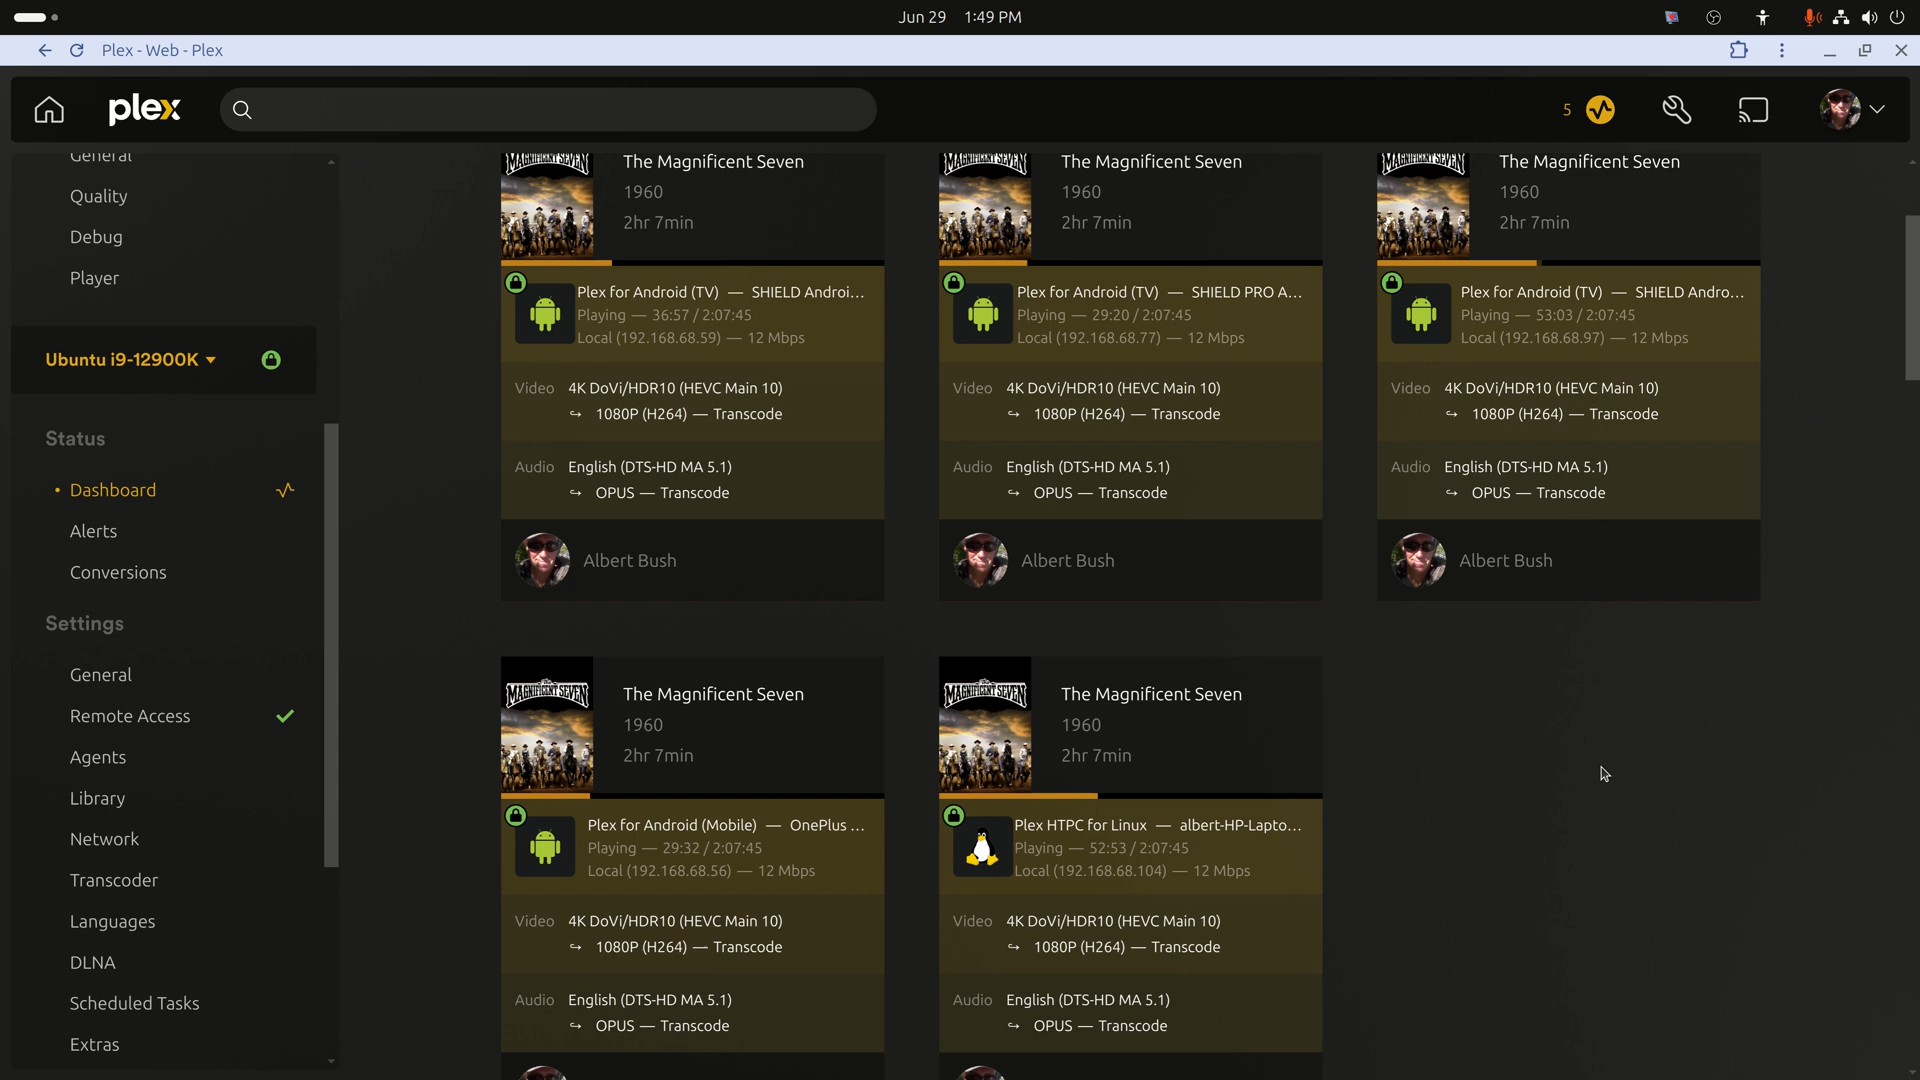 Jun 29 1:49 PM
Plex - Web - Plex
plex
5
General
Quality
Debug
Player
Ubuntu i9-12900K
Status
Dashboard
Alerts
Conversions
Settings
General
Remote Access
Agents
Library
Network
Transcoder
Languages
DLNA
Scheduled Tasks
Extras
MAGNIFICENT SEVEN
The Magnificent Seven
1960
2hr 7min
Plex for Android (TV) — SHIELD Androi...
Playing — 36:57 / 2:07:45
Local (192.168.68.59) — 12 Mbps
Video 4K DoVi/HDR10 (HEVC Main 10)
↪ 1080P (H264) — Transcode
Audio English (DTS-HD MA 5.1)
↪ OPUS — Transcode
Albert Bush
MAGNIFICENT SEVEN
The Magnificent Seven
1960
2hr 7min
Plex for Android (TV) — SHIELD PRO A...
Playing — 29:20 / 2:07:45
Local (192.168.68.77) — 12 Mbps
Video 4K DoVi/HDR10 (HEVC Main 10)
↪ 1080P (H264) — Transcode
Audio English (DTS-HD MA 5.1)
↪ OPUS — Transcode
Albert Bush
MAGNIFICENT SEVEN
The Magnificent Seven
1960
2hr 7min
Plex for Android (TV) — SHIELD Andro...
Playing — 53:03 / 2:07:45
Local (192.168.68.97) — 12 Mbps
Video 4K DoVi/HDR10 (HEVC Main 10)
↪ 1080P (H264) — Transcode
Audio English (DTS-HD MA 5.1)
↪ OPUS — Transcode
Albert Bush
MAGNIFICENT SEVEN
The Magnificent Seven
1960
2hr 7min
Plex for Android (Mobile) — OnePlus ...
Playing — 29:32 / 2:07:45
Local (192.168.68.56) — 12 Mbps
Video 4K DoVi/HDR10 (HEVC Main 10)
↪ 1080P (H264) — Transcode
Audio English (DTS-HD MA 5.1)
↪ OPUS — Transcode
MAGNIFICENT SEVEN
The Magnificent Seven
1960
2hr 7min
Plex HTPC for Linux — albert-HP-Lapto...
Playing — 52:53 / 2:07:45
Local (192.168.68.104) — 12 Mbps
Video 4K DoVi/HDR10 (HEVC Main 10)
↪ 1080P (H264) — Transcode
Audio English (DTS-HD MA 5.1)
↪ OPUS — Transcode